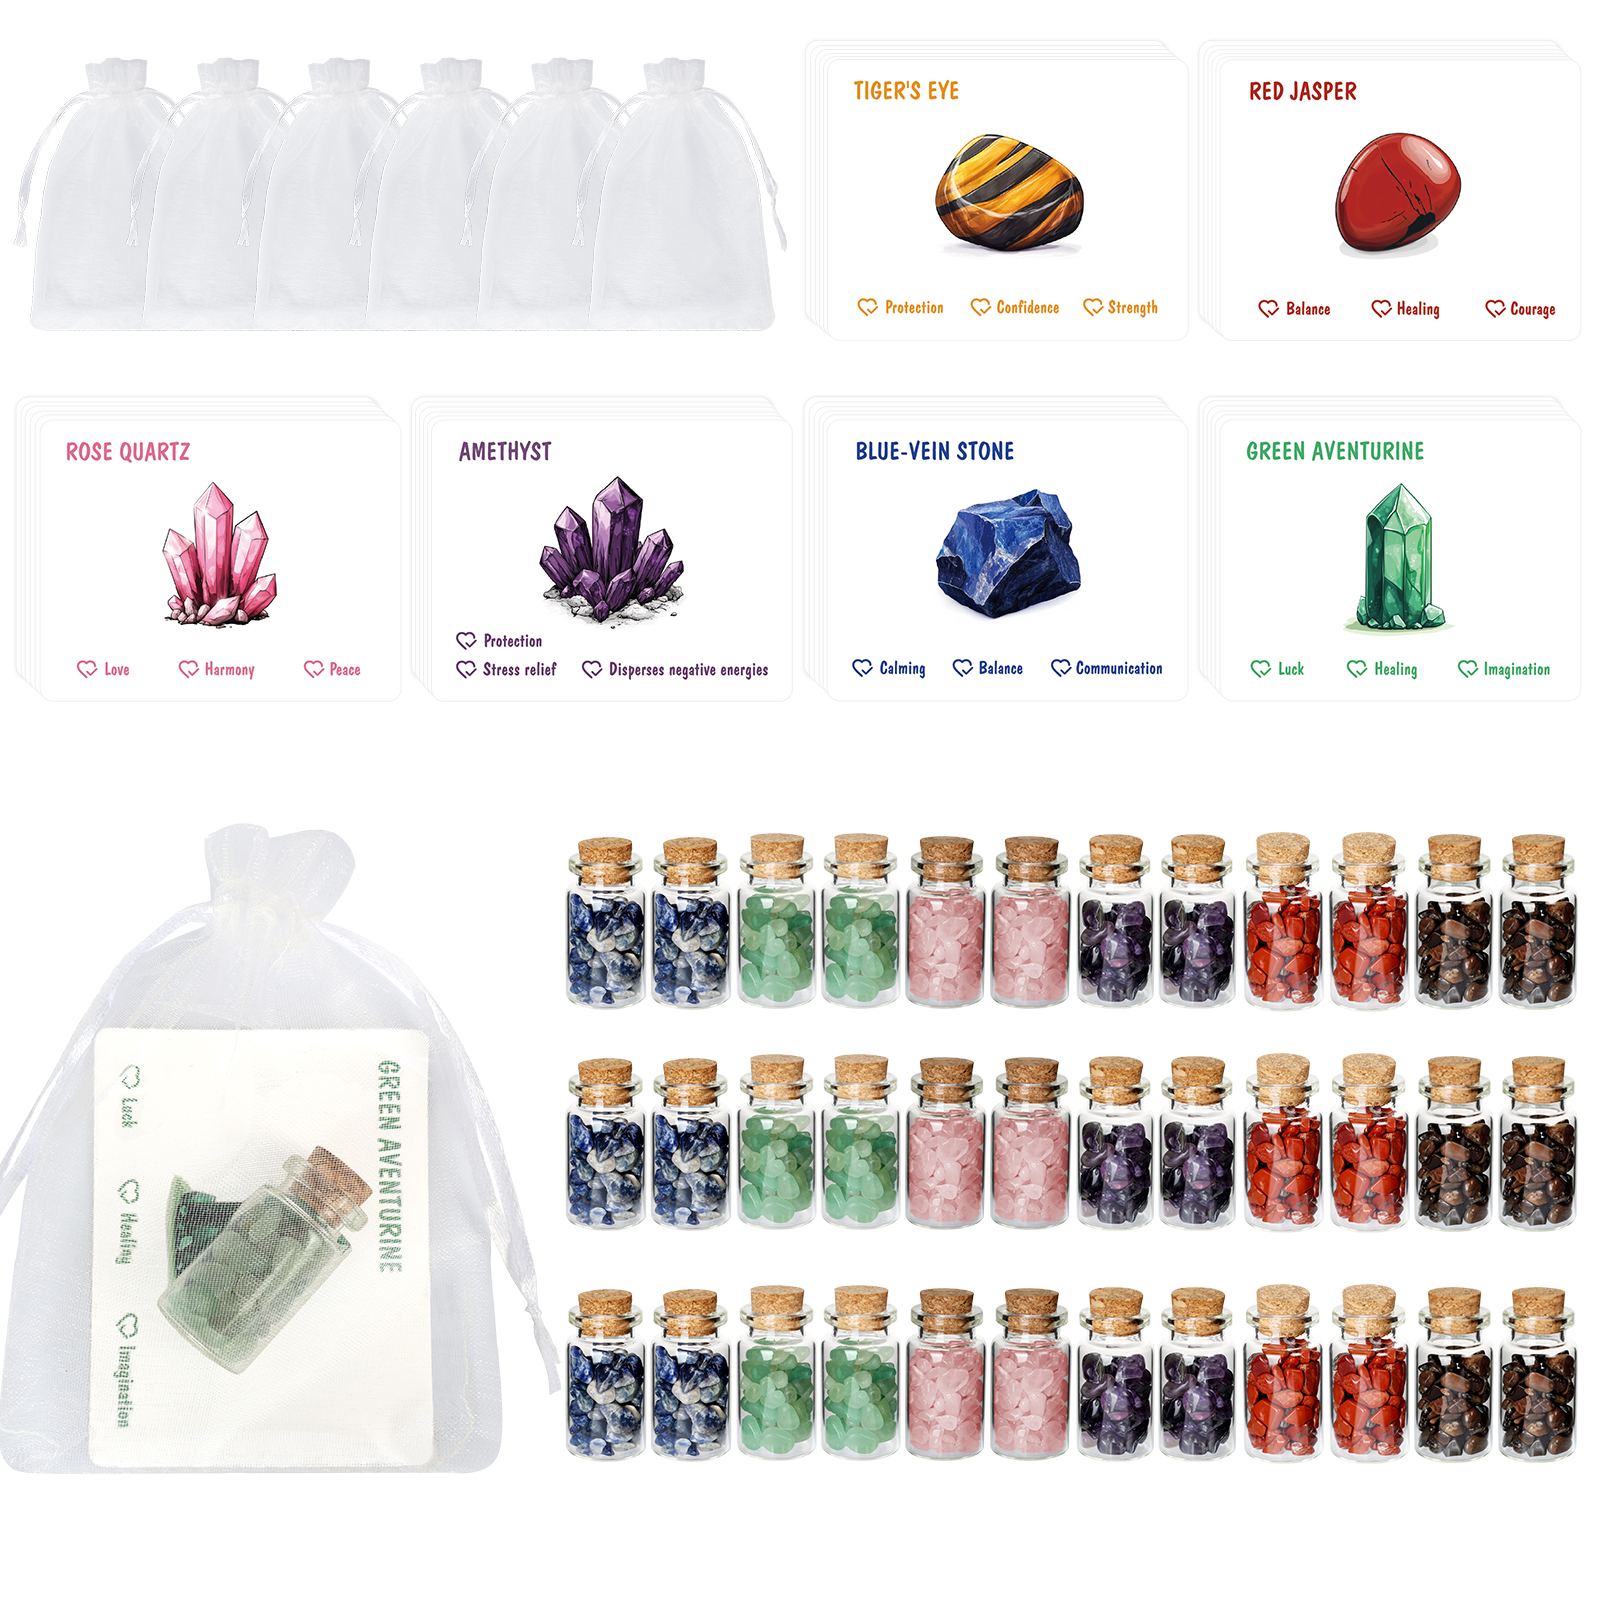 TIGER'S EYE
Protection Confidence Strength
RED JASPER
Balance Healing Courage
ROSE QUARTZ
Love Harmony Peace
AMETHYST
Protection
Stress relief Disperses negative energies
BLUE-VEIN STONE
Calming Balance Communication
GREEN AVENTURINE
Luck Healing Imagination
GREEN AVENTURINE
Luck Healing Imagination